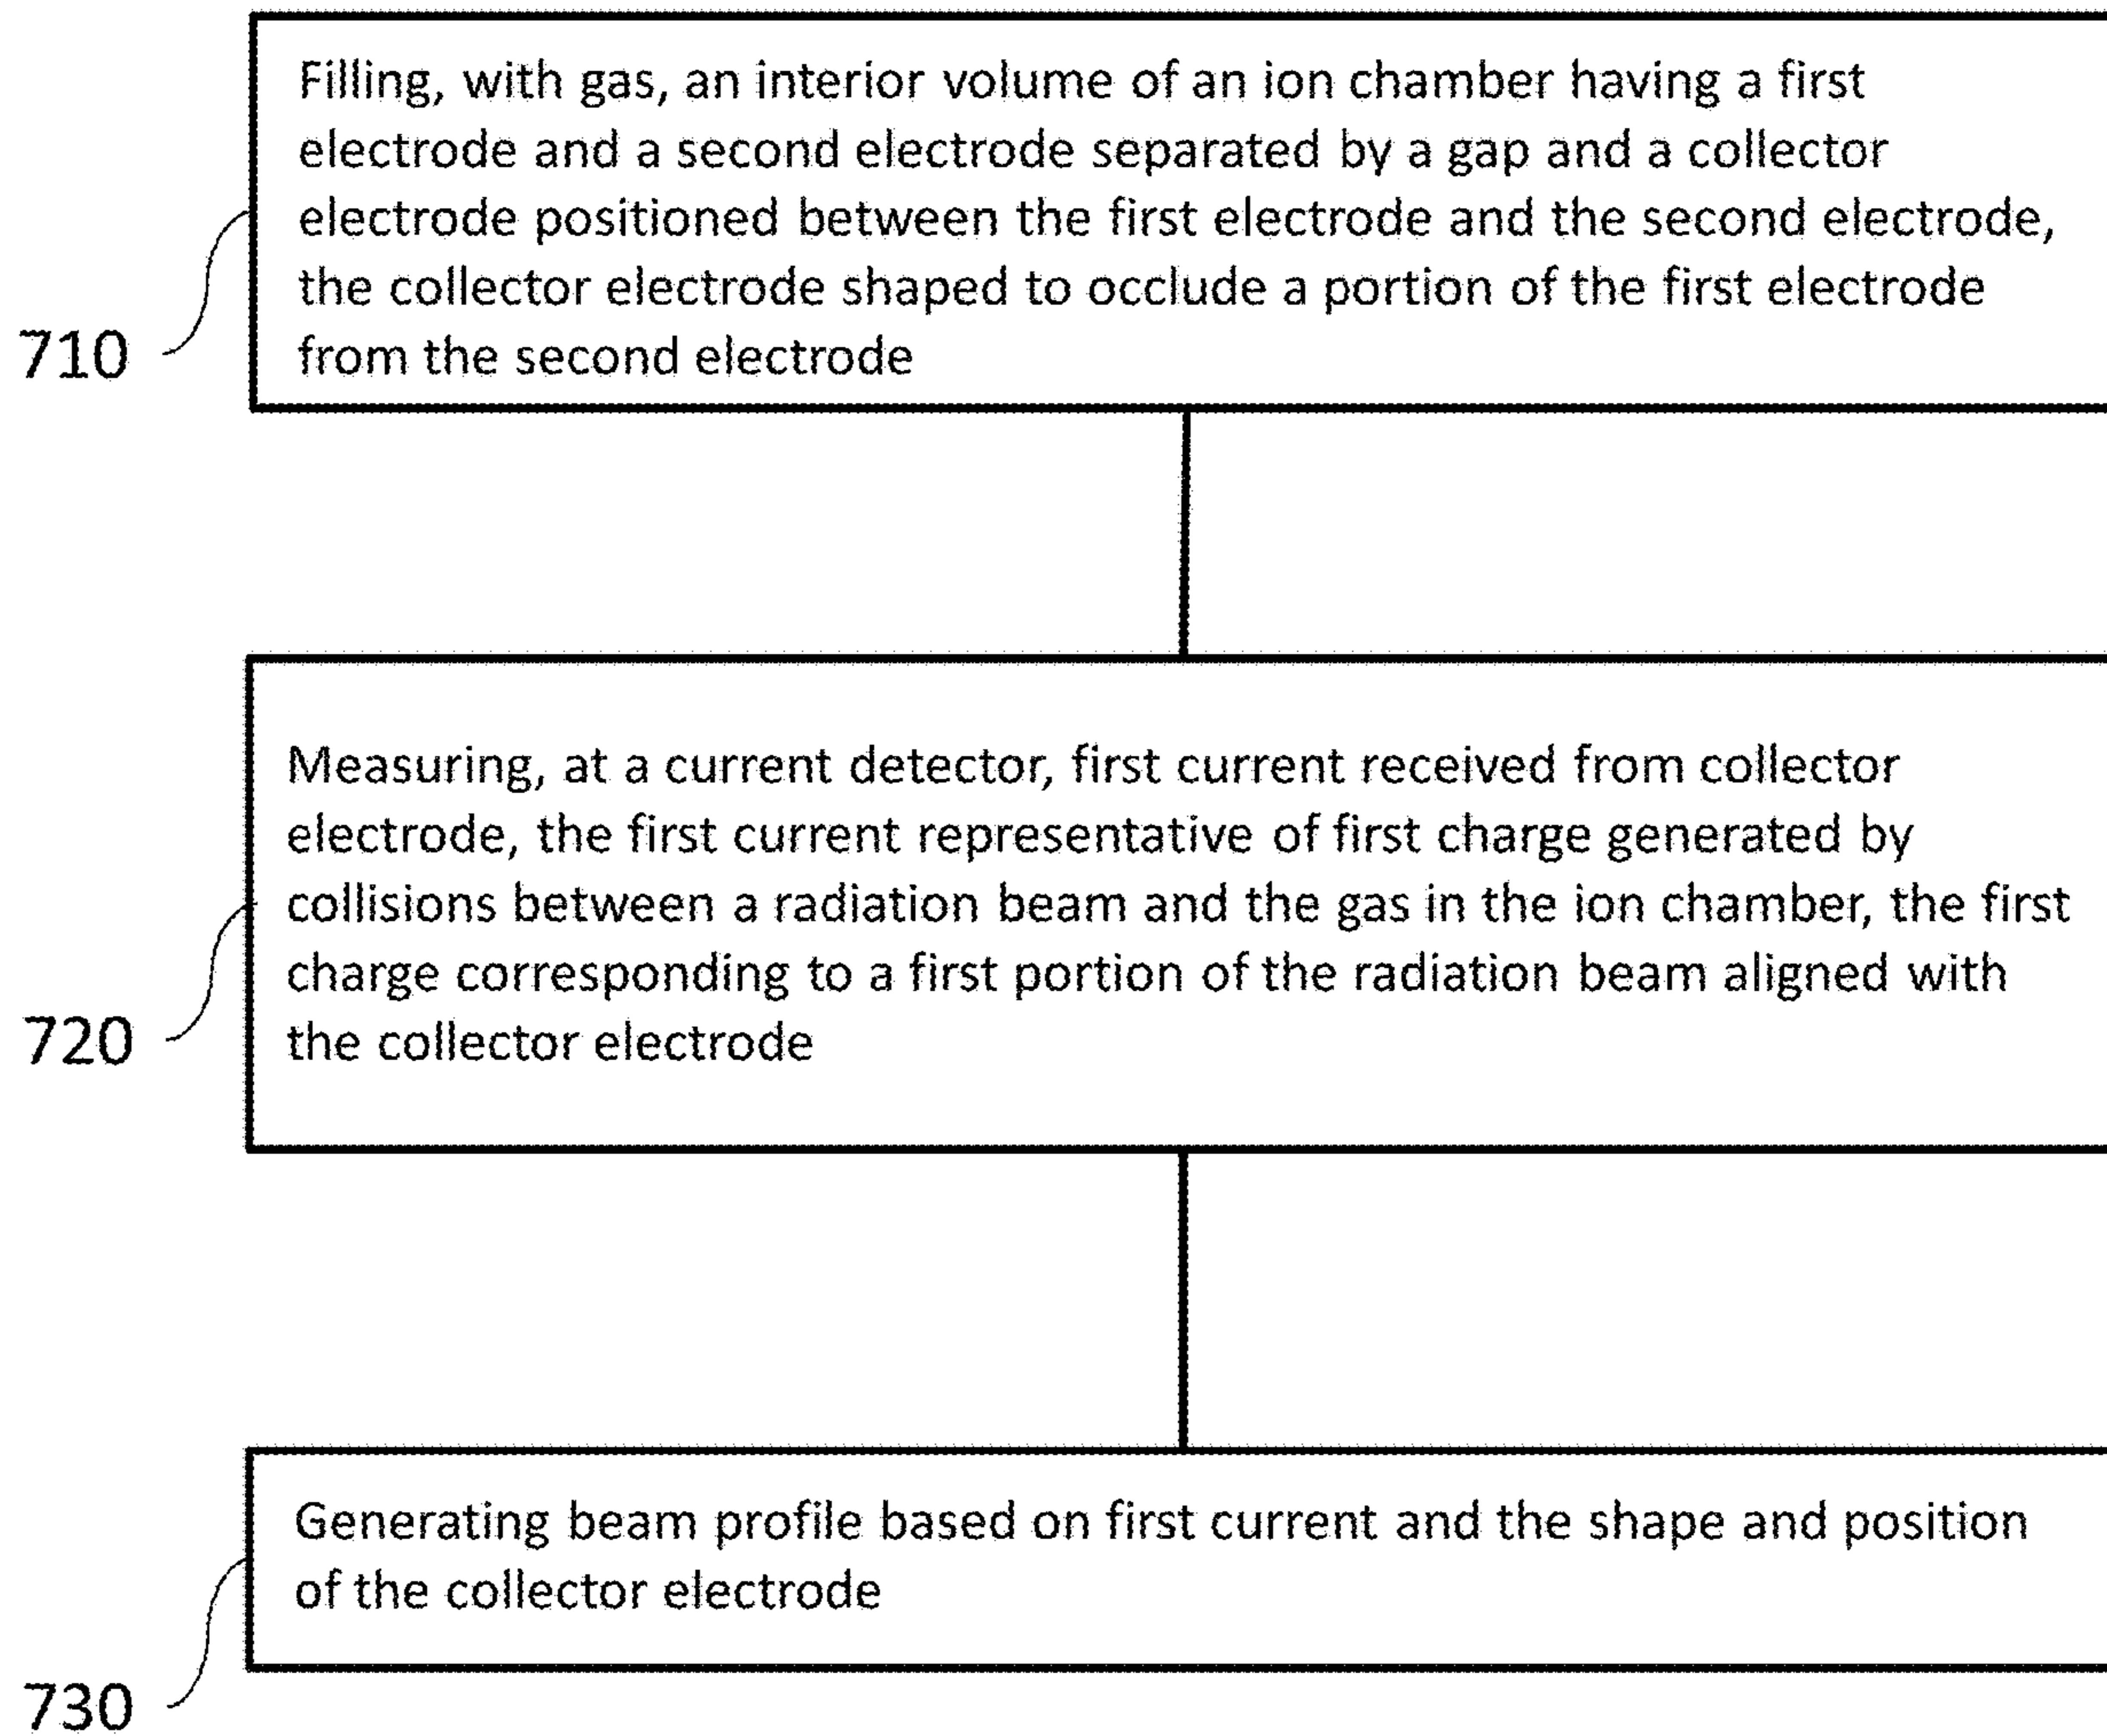 Filling, with gas, an interior volume of an ion chamber having a first
electrode and a second electrode separated by a gap and a collector
electrode positioned between the first electrode and the second electrode,
the collector electrode shaped to occlude a portion of the first electrode
from the second electrode
710
Measuring, at a current detector, first current received from collector
electrode, the first current representative of first charge generated by
collisions between a radiation beam and the gas in the ion chamber, the first
charge corresponding to a first portion of the radiation beam aligned with
the collector electrode
720
Generating beam profile based on first current and the shape and position
of the collector electrode
730